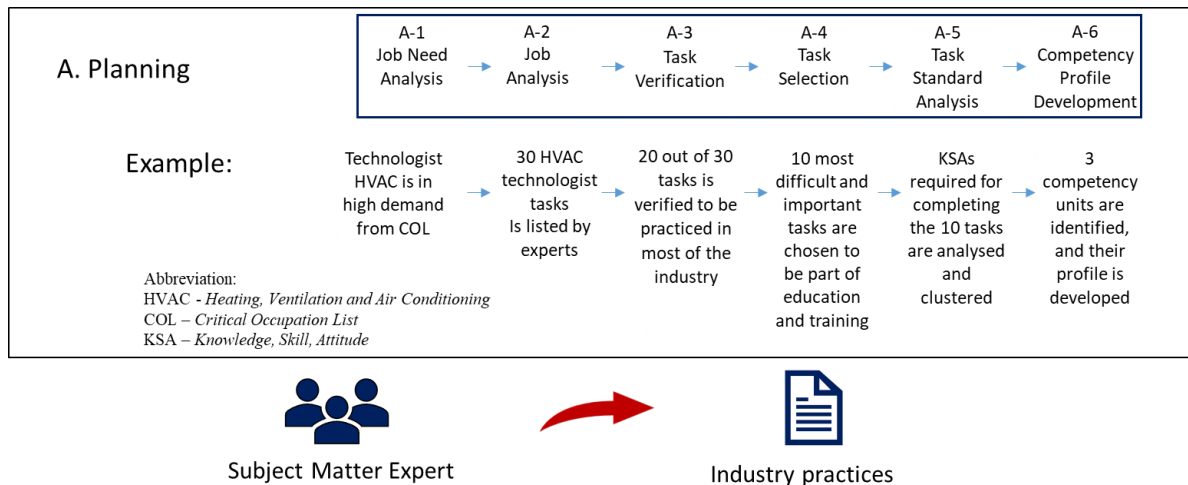 A. Planning
A-1
Job Need
Analysis
A-2
Job
Analysis
A-3
Task
Verification
A-4
Task
Selection
A-5
Task
Standard
Analysis
A-6
Competency
Profile
Development
Example:
Technologist
HVAC is in
high demand
from COL
30 HVAC
technologist
tasks
Is listed by
experts
20 out of 30
tasks is
verified to be
practiced in
most of the
industry
10 most
difficult and
important
tasks are
chosen to
be part of
education
and training
KSAs
required for
completing
the 10 tasks
are analysed
and
clustered
3
competency
units are
identified,
and their
profile is
developed
Abbreviation:
HVAC - Heating, Ventilation and Air Conditioning
COL – Critical Occupation List
KSA – Knowledge, Skill, Attitude
Subject Matter Expert
Industry practices